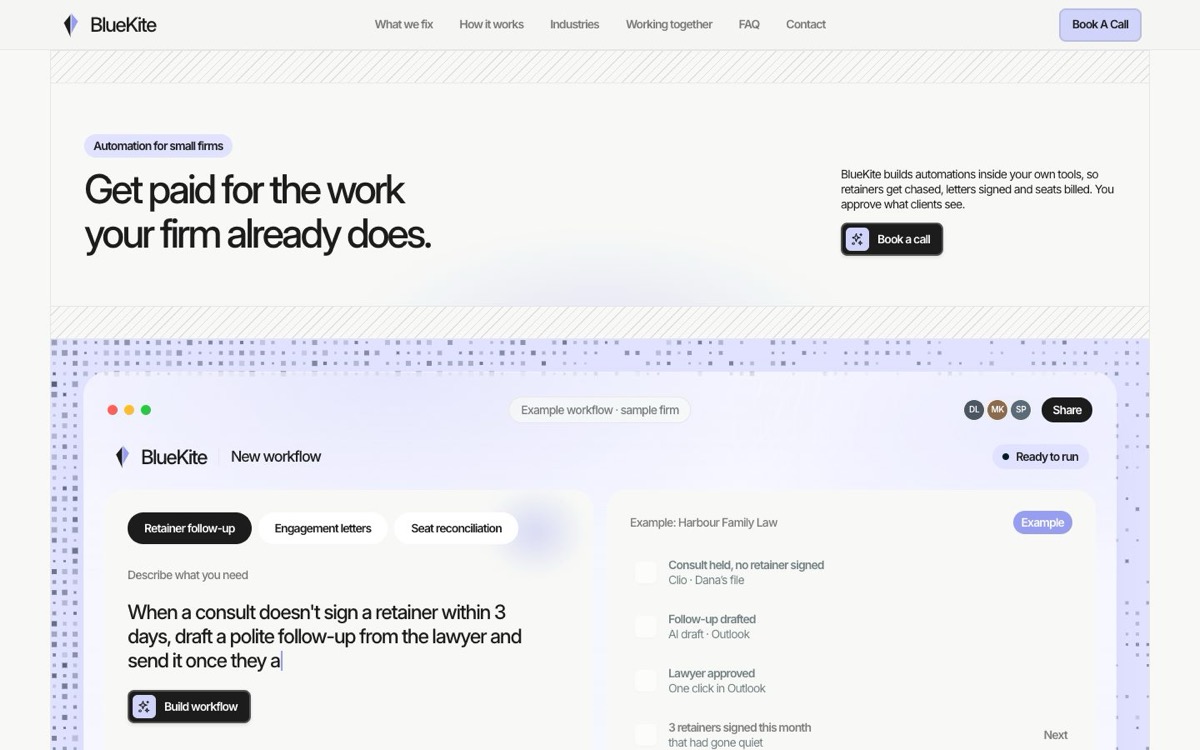 BlueKite
What we fix
How it works
Industries
Working together
FAQ
Contact
Book A Call
Automation for small firms
Get paid for the work
your firm already does.
BlueKite builds automations inside your own tools, so
retainers get chased, letters signed and seats billed. You
approve what clients see.
Book a call
Example workflow · sample firm
DL
MK
SP
Share
BlueKite
New workflow
Ready to run
Retainer follow-up
Engagement letters
Seat reconciliation
Describe what you need
When a consult doesn't sign a retainer within 3
days, draft a polite follow-up from the lawyer and
send it once they a
Build workflow
Example: Harbour Family Law
Example
Consult held, no retainer signed
Clio · Dana's file
Follow-up drafted
AI draft · Outlook
Lawyer approved
One click in Outlook
3 retainers signed this month
that had gone quiet
Next